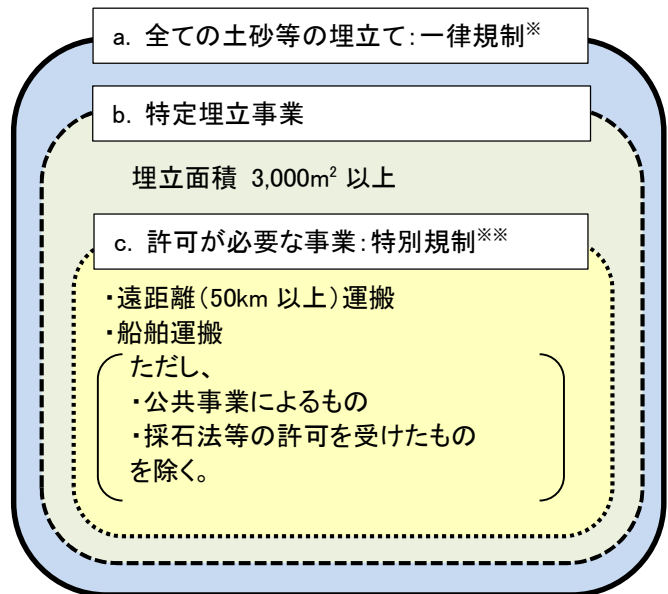 a. 全ての土砂等の埋立て：一律規制※
b. 特定埋立事業
埋立面積 3,000m² 以上
c. 許可が必要な事業：特別規制※※
・遠距離（50km 以上）運搬
・船舶運搬
ただし、
・公共事業によるもの
・採石法等の許可を受けたもの
を除く。